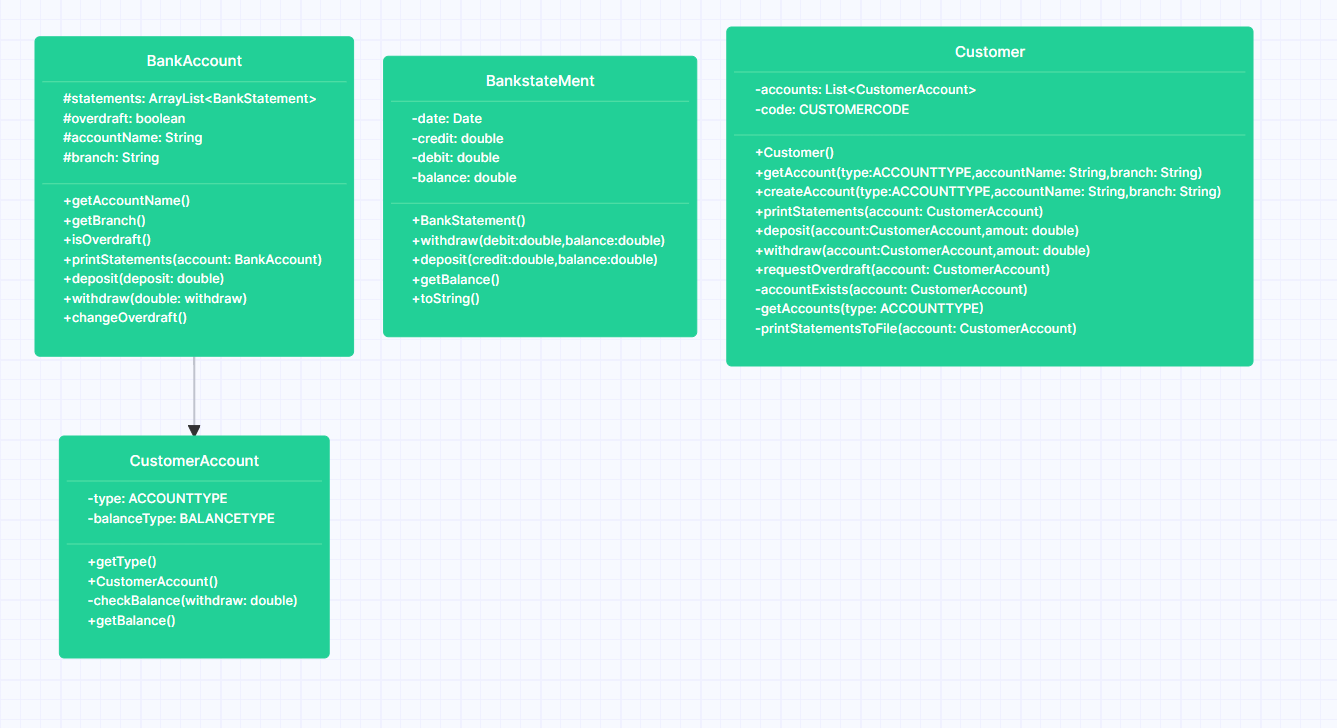 BankAccount
#statements: ArrayList<BankStatement>
#overdraft: boolean
#accountName: String
#branch: String
+getAccountName()
+getBranch()
+isOverdraft()
+printStatements(account: BankAccount)
+deposit(deposit: double)
+withdraw(double: withdraw)
+changeOverdraft()
BankstateMent
-date: Date
-credit: double
-debit: double
-balance: double
+BankStatement()
+withdraw(debit:double,balance:double)
+deposit(credit:double,balance:double)
+getBalance()
+toString()
Customer
-accounts: List<CustomerAccount>
-code: CUSTOMERCODE
+Customer()
+getAccount(type:ACCOUNTTYPE,accountName: String,branch: String)
+createAccount(type:ACCOUNTTYPE,accountName: String,branch: String)
+printStatements(account: CustomerAccount)
+deposit(account:CustomerAccount,amout: double)
+withdraw(account:CustomerAccount,amout: double)
+requestOverdraft(account: CustomerAccount)
-accountExists(account: CustomerAccount)
-getAccounts(type: ACCOUNTTYPE)
-printStatementsToFile(account: CustomerAccount)
CustomerAccount
-type: ACCOUNTTYPE
-balanceType: BALANCETYPE
+getType()
+CustomerAccount()
-checkBalance(withdraw: double)
+getBalance()